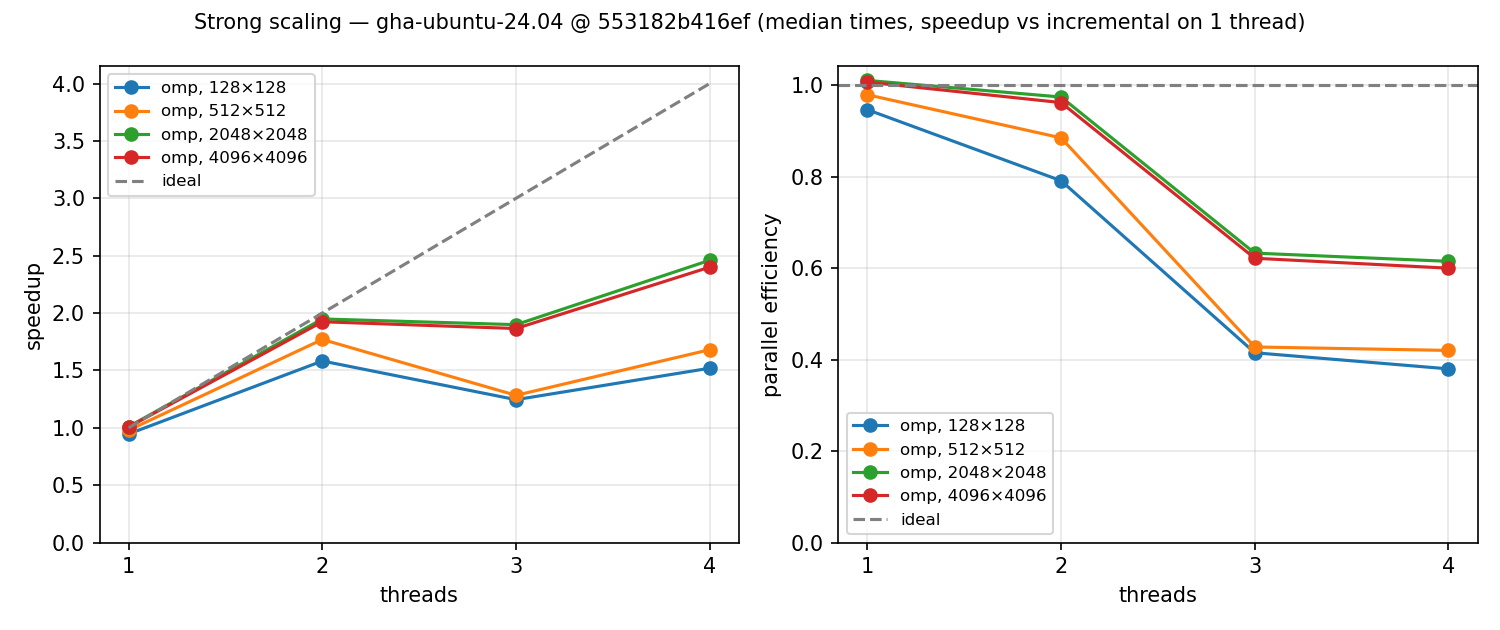 Strong scaling — gha-ubuntu-24.04 @ 553182b416ef (median times, speedup vs incremental on 1 thread)
speedup
4.0
3.5
3.0
2.5
2.0
1.5
1.0
0.5
0.0
omp, 128×128
omp, 512×512
omp, 2048×2048
omp, 4096×4096
ideal
1 2 3 4
threads
parallel efficiency
1.0
0.8
0.6
0.4
0.2
0.0
omp, 128×128
omp, 512×512
omp, 2048×2048
omp, 4096×4096
ideal
1 2 3 4
threads